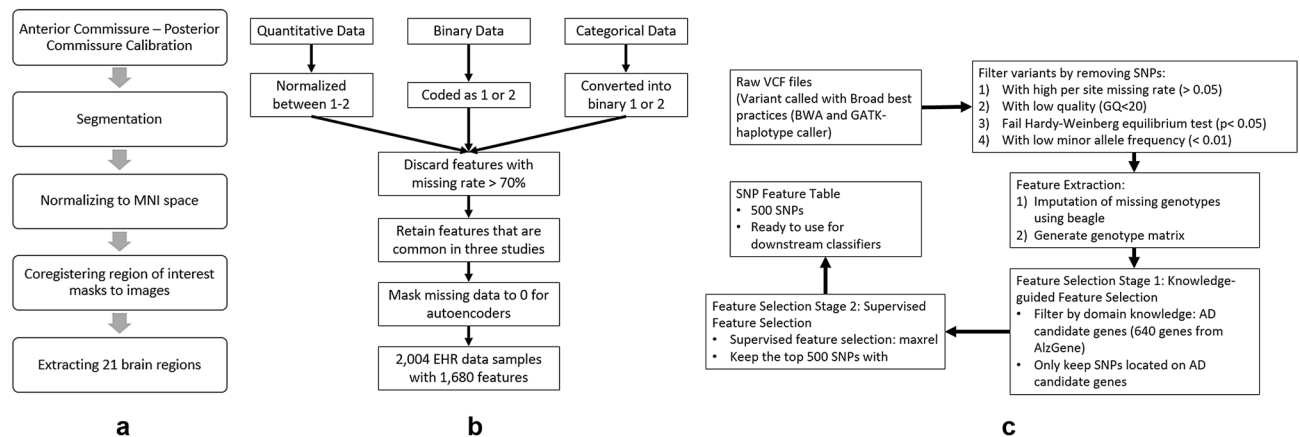 Anterior Commissure – Posterior
Commissure Calibration
Segmentation
Normalizing to MNI space
Coregistering region of interest
masks to images
Extracting 21 brain regions
a
Quantitative Data
Binary Data
Categorical Data
Normalized
between 1-2
Coded as 1 or 2
Converted into
binary 1 or 2
Discard features with
missing rate > 70%
Retain features that are
common in three studies
Mask missing data to 0 for
autoencoders
2,004 EHR data samples
with 1,680 features
b
Raw VCF files
(Variant called with Broad best
practices (BWA and GATK-
haplotype caller)
Filter variants by removing SNPs:
1) With high per site missing rate (> 0.05)
2) With low quality (GQ<20)
3) Fail Hardy-Weinberg equilibrium test (p< 0.05)
4) With low minor allele frequency (< 0.01)
Feature Extraction:
1) Imputation of missing genotypes
using beagle
2) Generate genotype matrix
Feature Selection Stage 1: Knowledge-
guided Feature Selection
• Filter by domain knowledge: AD
candidate genes (640 genes from
AlzGene)
• Only keep SNPs located on AD
candidate genes
Feature Selection Stage 2: Supervised
Feature Selection
• Supervised feature selection: maxrel
• Keep the top 500 SNPs with
SNP Feature Table
• 500 SNPs
• Ready to use for
downstream classifiers
c